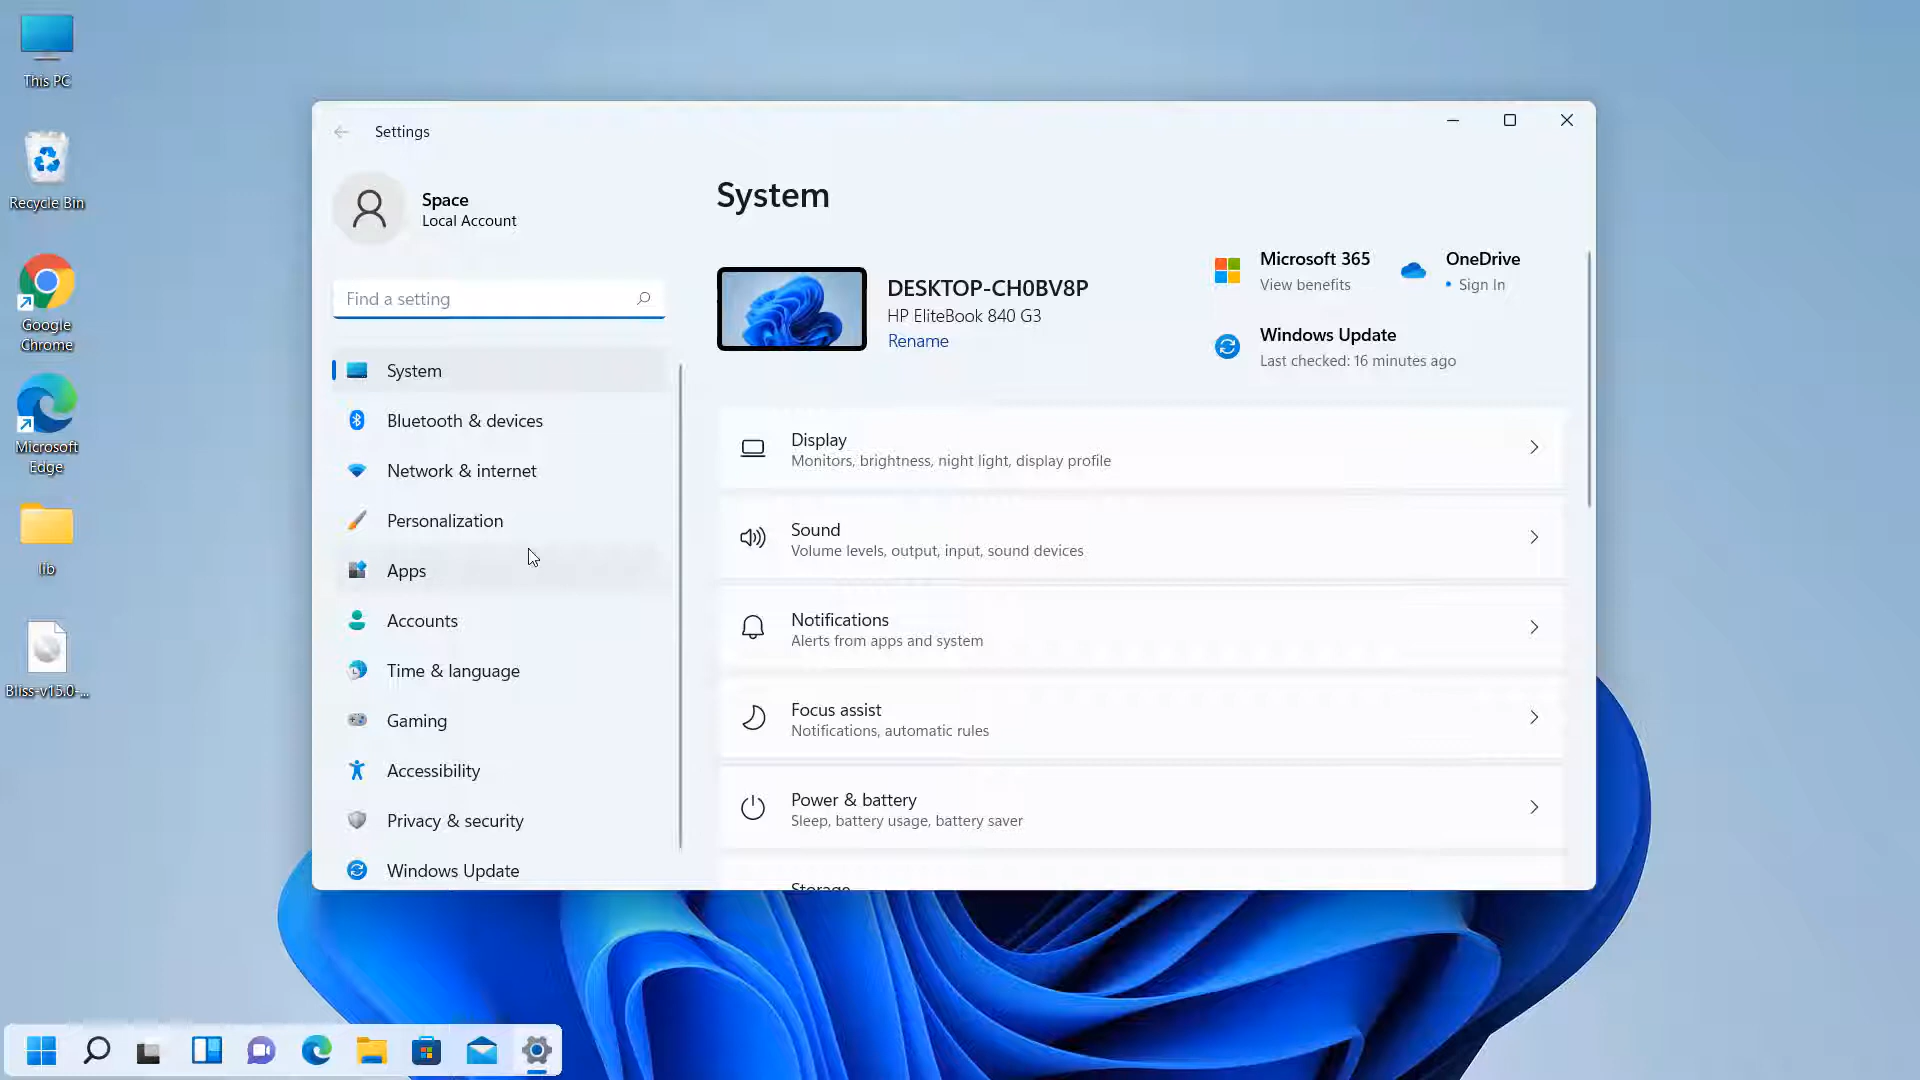 This PC
Recycle Bin
Google
Chrome
Microsoft
Edge
lib
Bliss-v15.0-...
Settings
Space
Local Account
Find a setting
System
Bluetooth & devices
Network & internet
Personalization
Apps
Accounts
Time & language
Gaming
Accessibility
Privacy & security
Windows Update
System
DESKTOP-CH0BV8P
HP EliteBook 840 G3
Rename
Microsoft 365
View benefits
OneDrive
• Sign In
Windows Update
Last checked: 16 minutes ago
Display
Monitors, brightness, night light, display profile
Sound
Volume levels, output, input, sound devices
Notifications
Alerts from apps and system
Focus assist
Notifications, automatic rules
Power & battery
Sleep, battery usage, battery saver
Storage